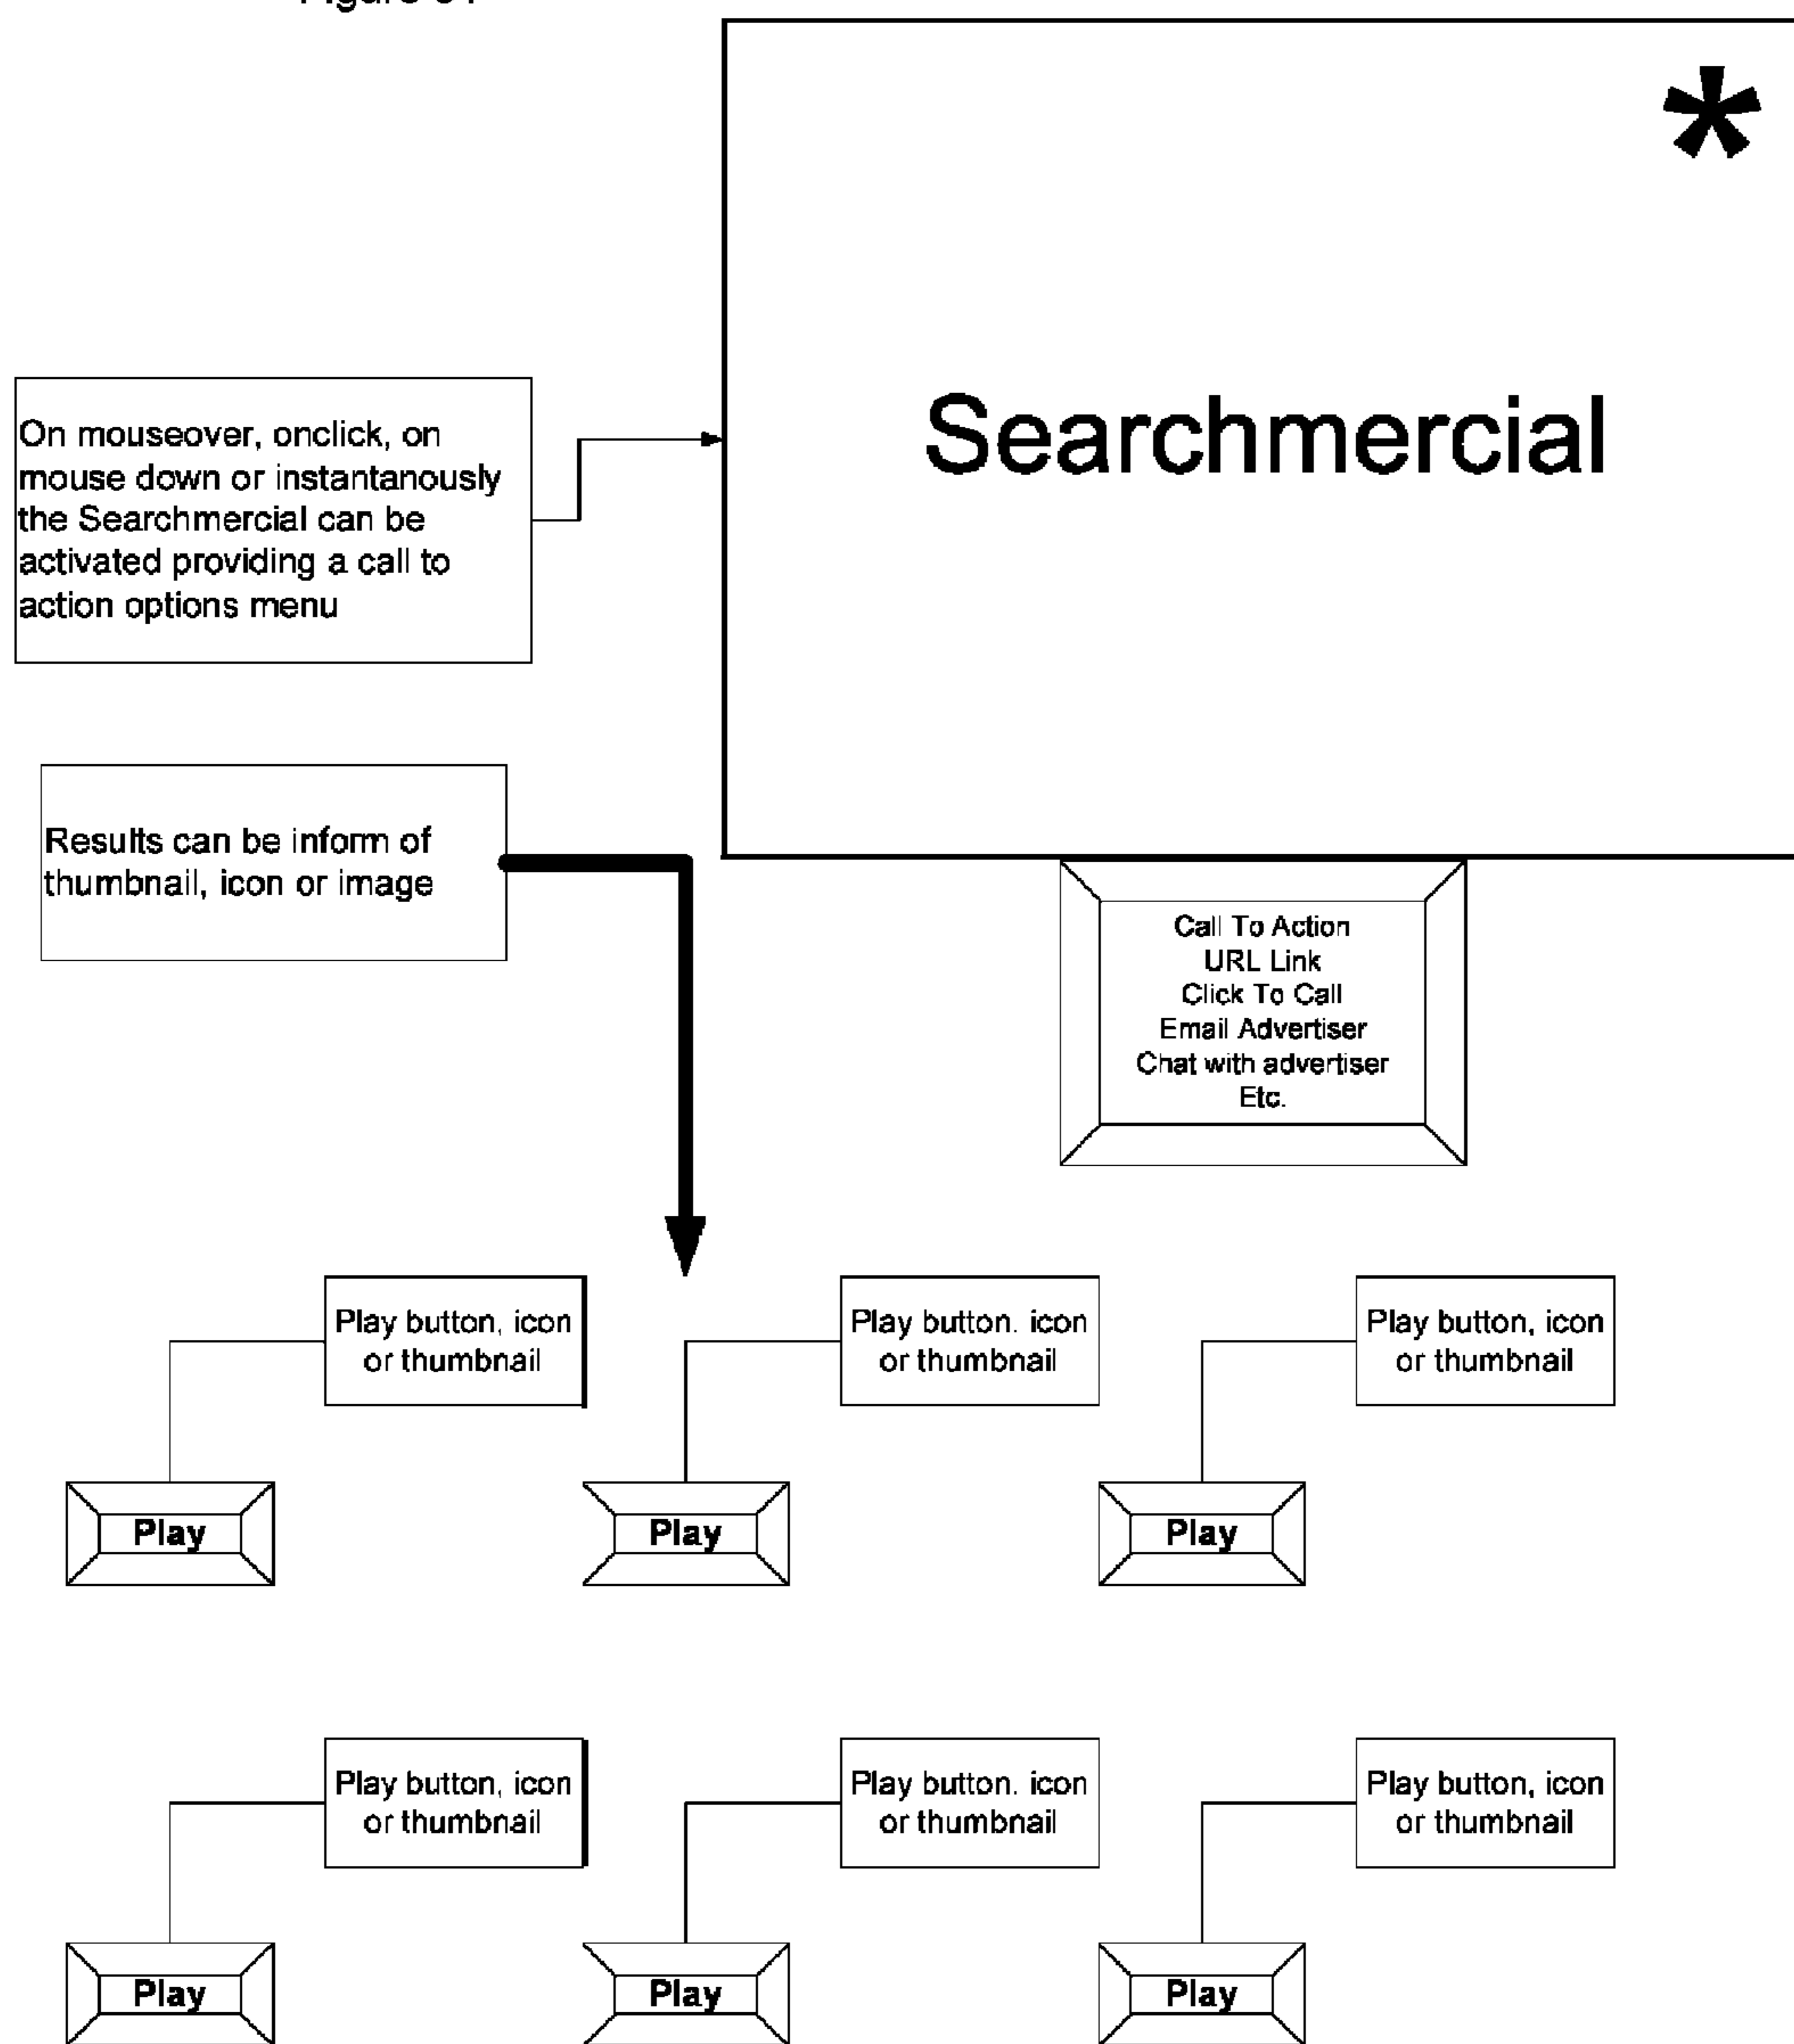 *
Searchmercial
On mouseover, onclick, on
mouse down or instantanously
the Searchmercial can be
activated providing a call to
action options menu
Results can be inform of
thumbnail, icon or image
Call To Action
URL Link
Click To Call
Email Advertiser
Chat with advertiser
Etc.
Play button, icon
or thumbnail
Play button. icon
or thumbnail
Play button, icon
or thumbnail
Play
Play
Play
Play button, icon
or thumbnail
Play button. icon
or thumbnail
Play button, icon
or thumbnail
Play
Play
Play